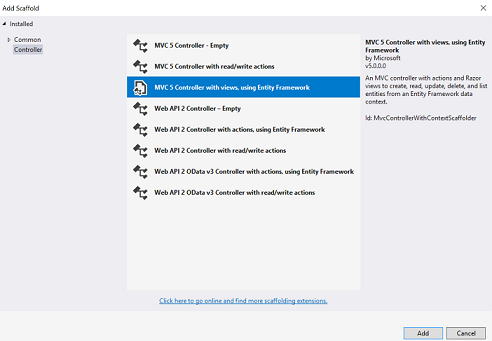 Add Scaffold
Installed
Common
Controller
MVC 5 Controller - Empty
MVC 5 Controller with read/write actions
MVC 5 Controller with views, using Entity Framework
Web API 2 Controller – Empty
Web API 2 Controller with actions, using Entity Framework
Web API 2 Controller with read/write actions
Web API 2 OData v3 Controller with actions, using Entity Framework
Web API 2 OData v3 Controller with read/write actions
Click here to go online and find more scaffolding extensions.
MVC 5 Controller with views, using Entity
Framework
by Microsoft
v5.0.0.0
An MVC controller with actions and Razor
views to create, read, update, delete, and list
entities from an Entity Framework data
context.
Id: MvcControllerWithContextScaffolder
Add
Cancel